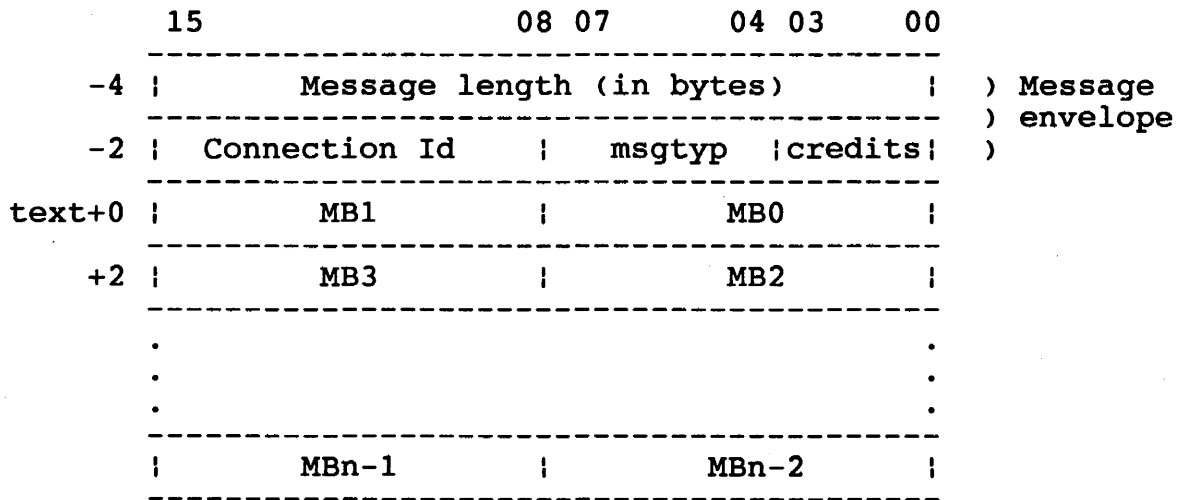 15 08 07 04 03 00
-4 | Message length (in bytes) | ) Message
) envelope
-2 | Connection Id | msgtyp |credits| )
text+0 | MB1 | MB0 |
+2 | MB3 | MB2 |
. .
. .
. .
| MBn-1 | MBn-2 |